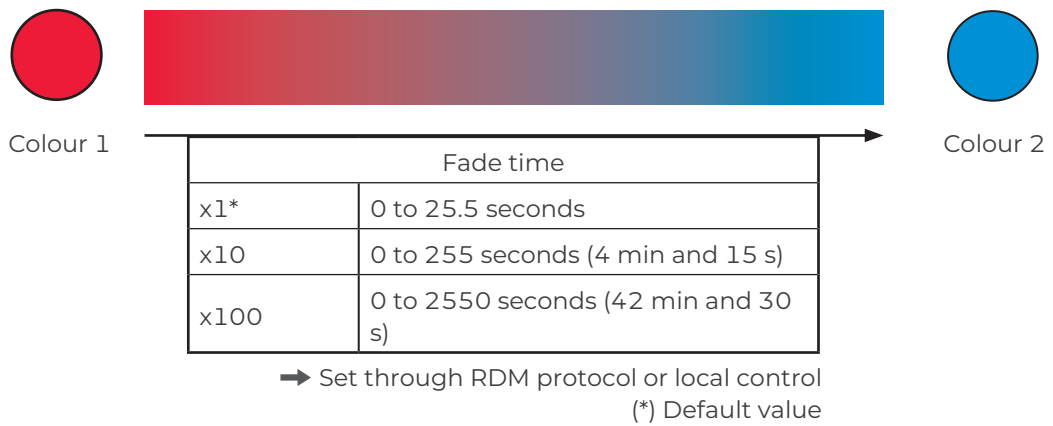 Colour 1
Colour 2
Fade time
x1* 0 to 25.5 seconds
x10 0 to 255 seconds (4 min and 15 s)
x100 0 to 2550 seconds (42 min and 30
s)
➡ Set through RDM protocol or local control
(*) Default value